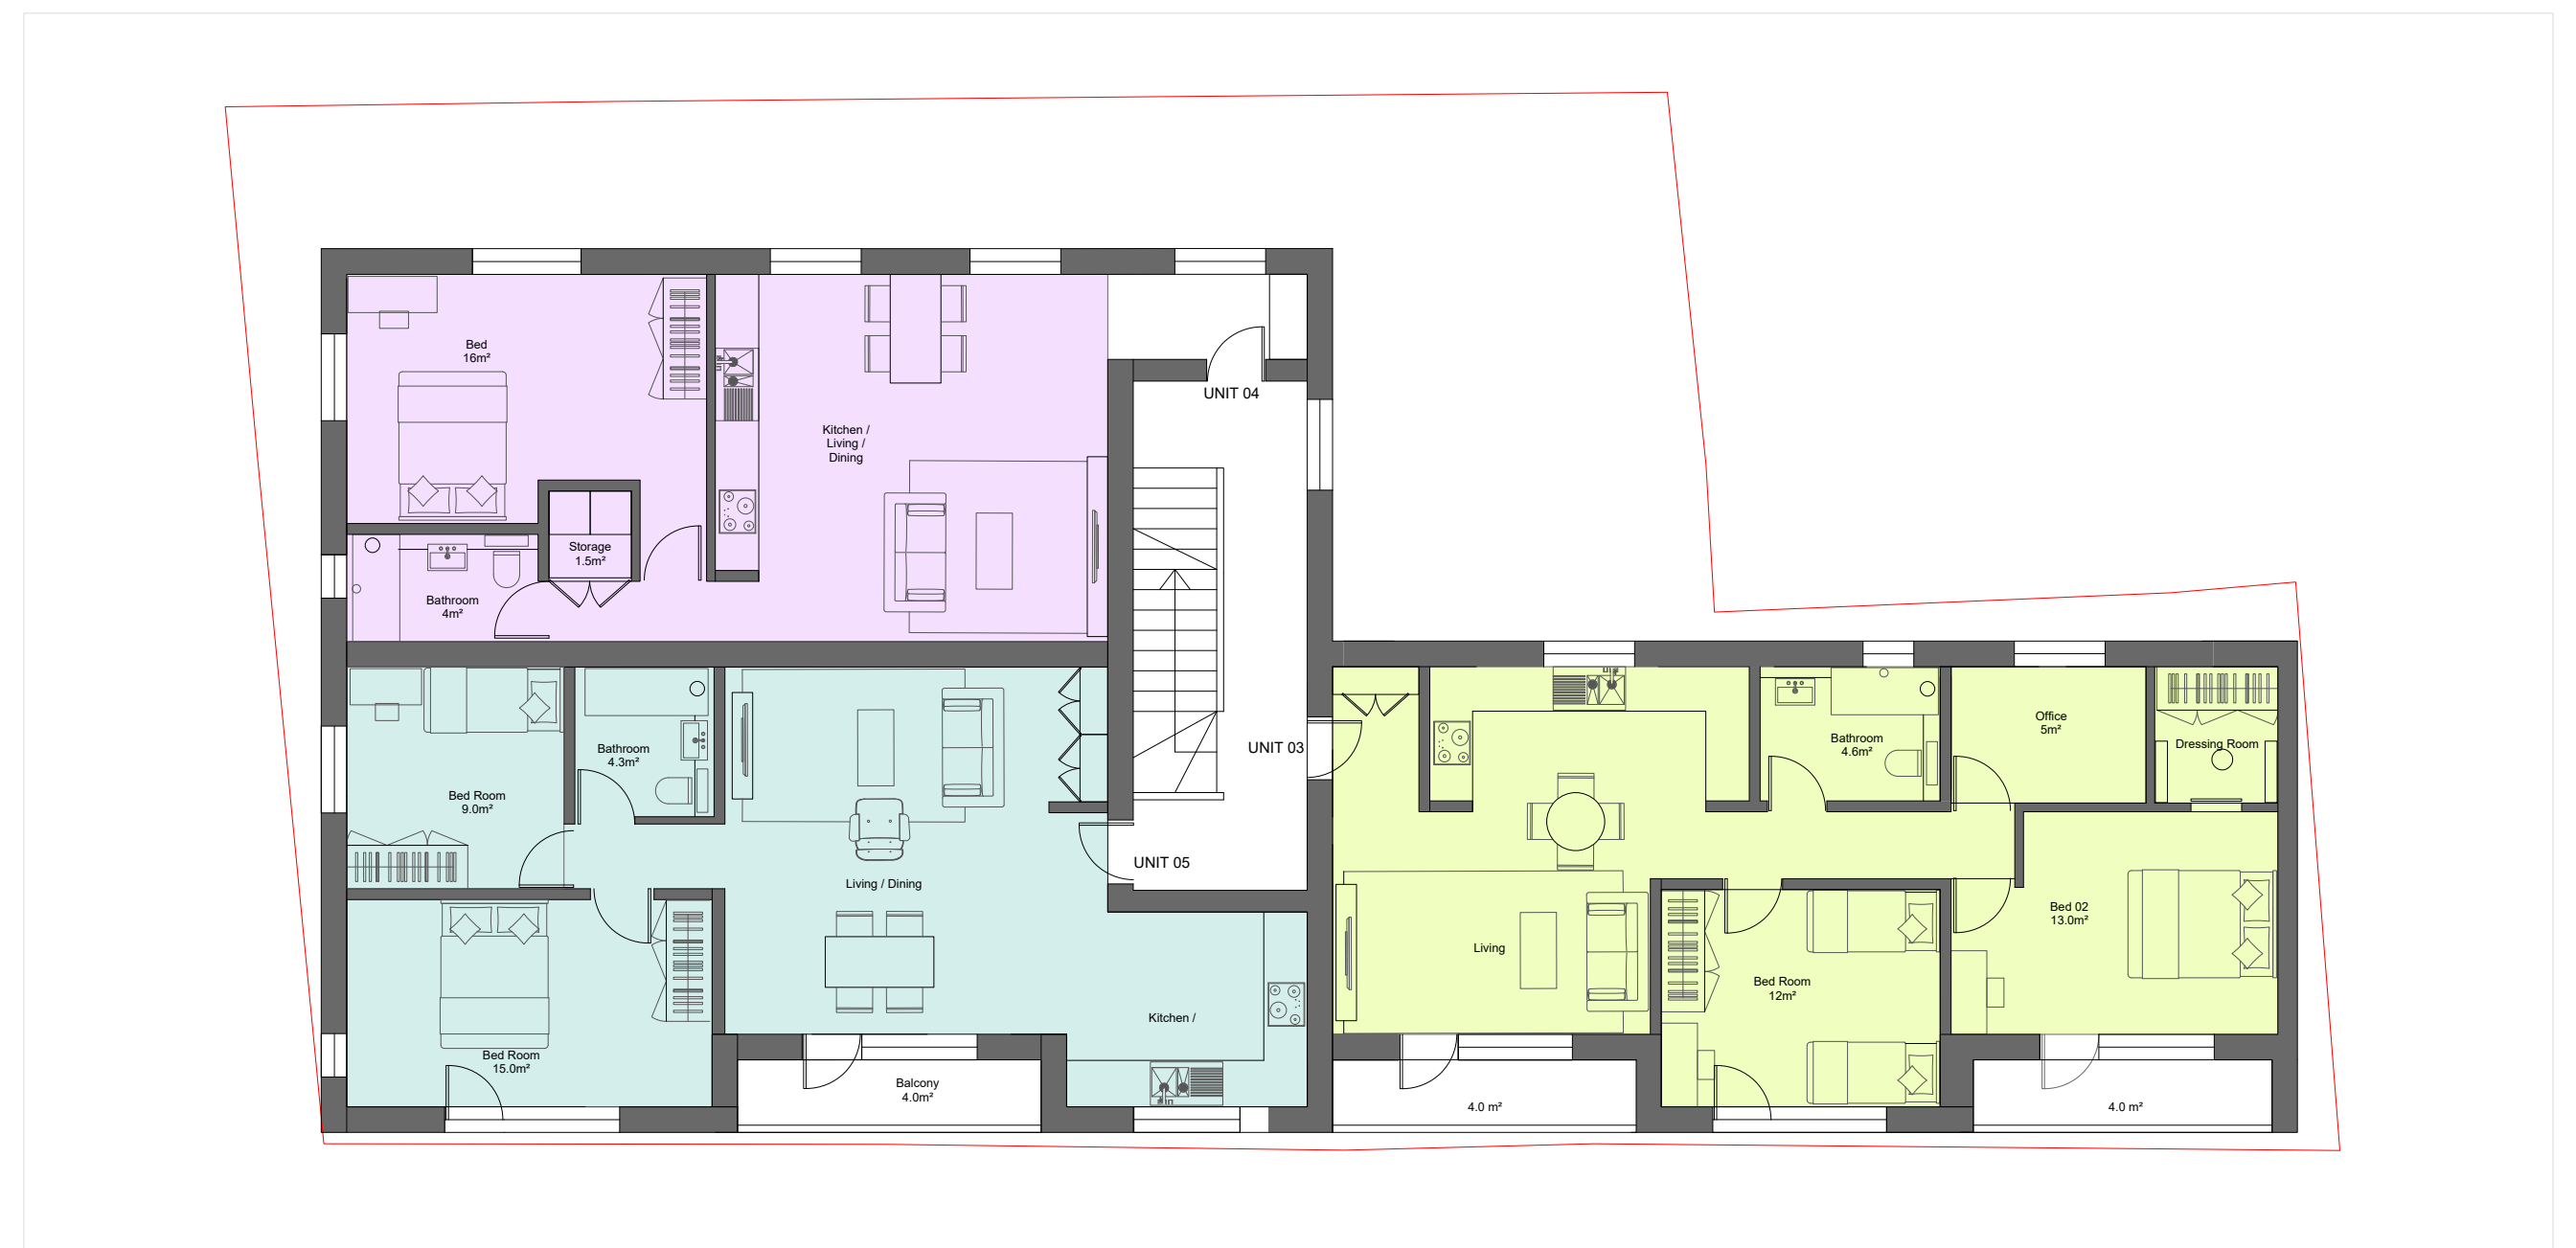 Bed
16m²
Kitchen /
Living /
Dining
Storage
1.5m²
Bathroom
4m²
UNIT 04
UNIT 03
UNIT 05
Bed Room
9.0m²
Bathroom
4.3m²
Living / Dining
Bed Room
15.0m²
Balcony
4.0m²
Kitchen /
Bathroom
4.6m²
Office
5m²
Dressing Room
Living
Bed Room
12m²
Bed 02
13.0m²
4.0 m²
4.0 m²